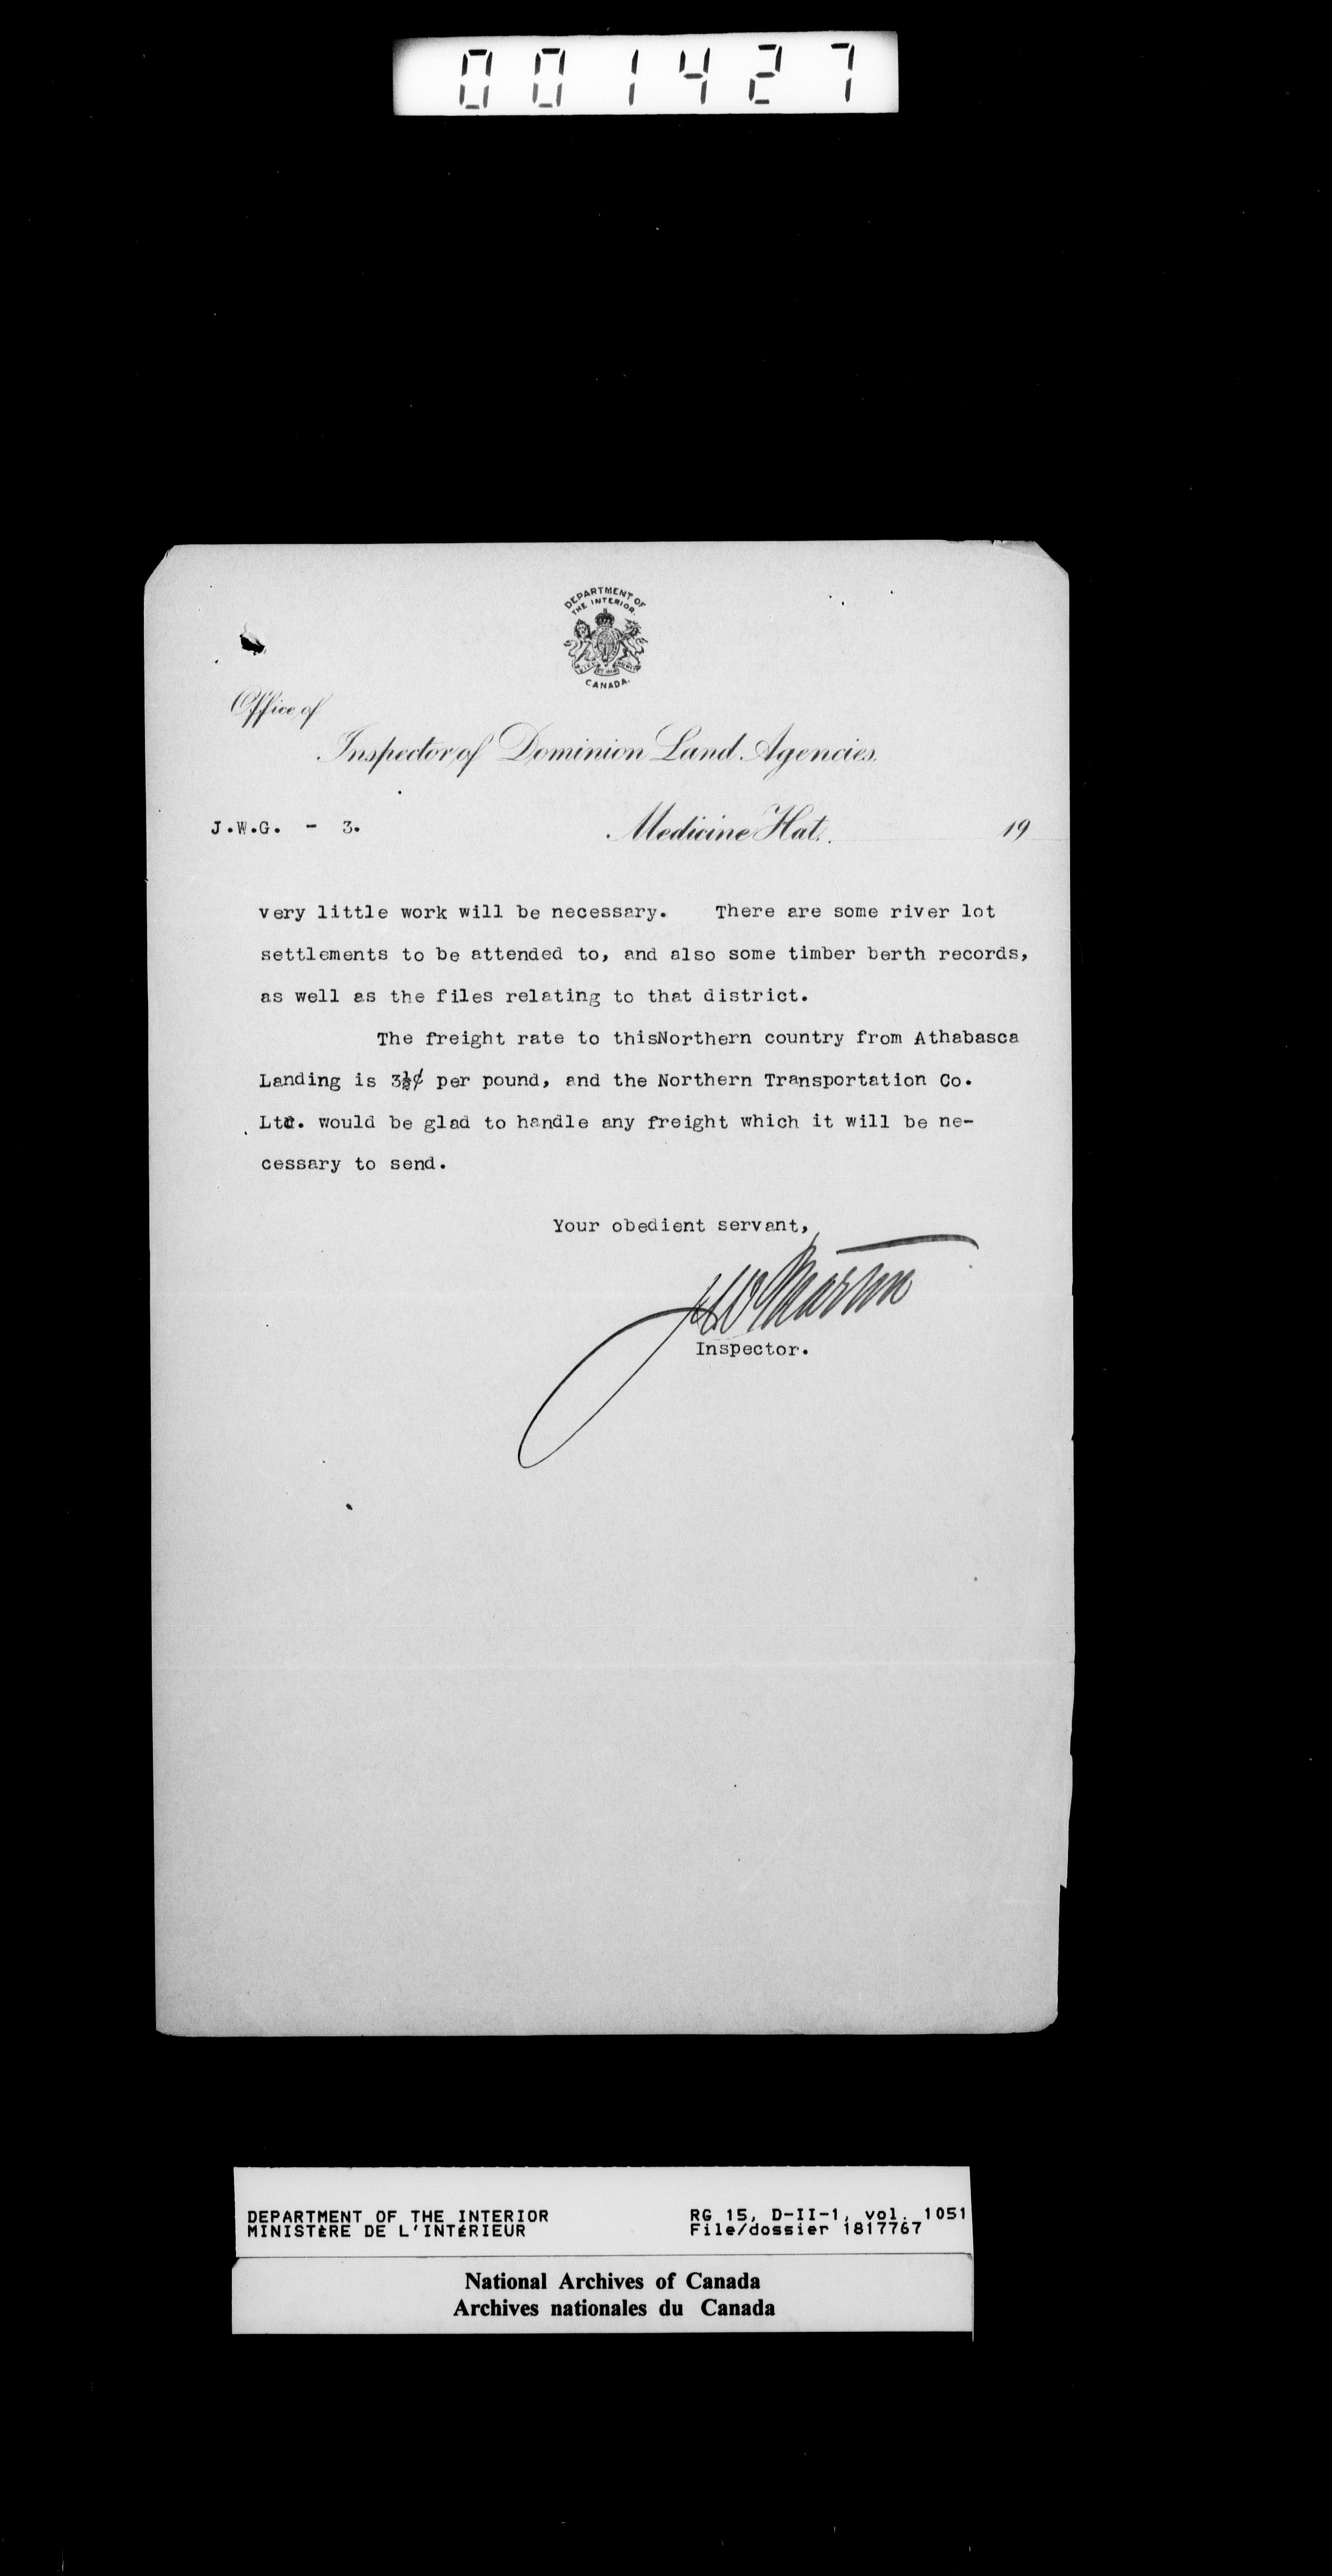 001427
DEPARTMENT OF
THE INTERIOR.
CANADA.
Office of
Inspector of Dominion Land Agencies.
J.W.G. - 3.
Medicine Hat. 19
very little work will be necessary. There are some river lot
settlements to be attended to, and also some timber berth records,
as well as the files relating to that district.
The freight rate to thisNorthern country from Athabasca
Landing is 3½¢ per pound, and the Northern Transportation Co.
Ltd. would be glad to handle any freight which it will be ne-
cessary to send.
Your obedient servant,
Martin
Inspector.
DEPARTMENT OF THE INTERIOR RG 15, D-II-1, vol. 1051
MINISTÈRE DE L'INTÉRIEUR File/dossier 1817767
National Archives of Canada
Archives nationales du Canada